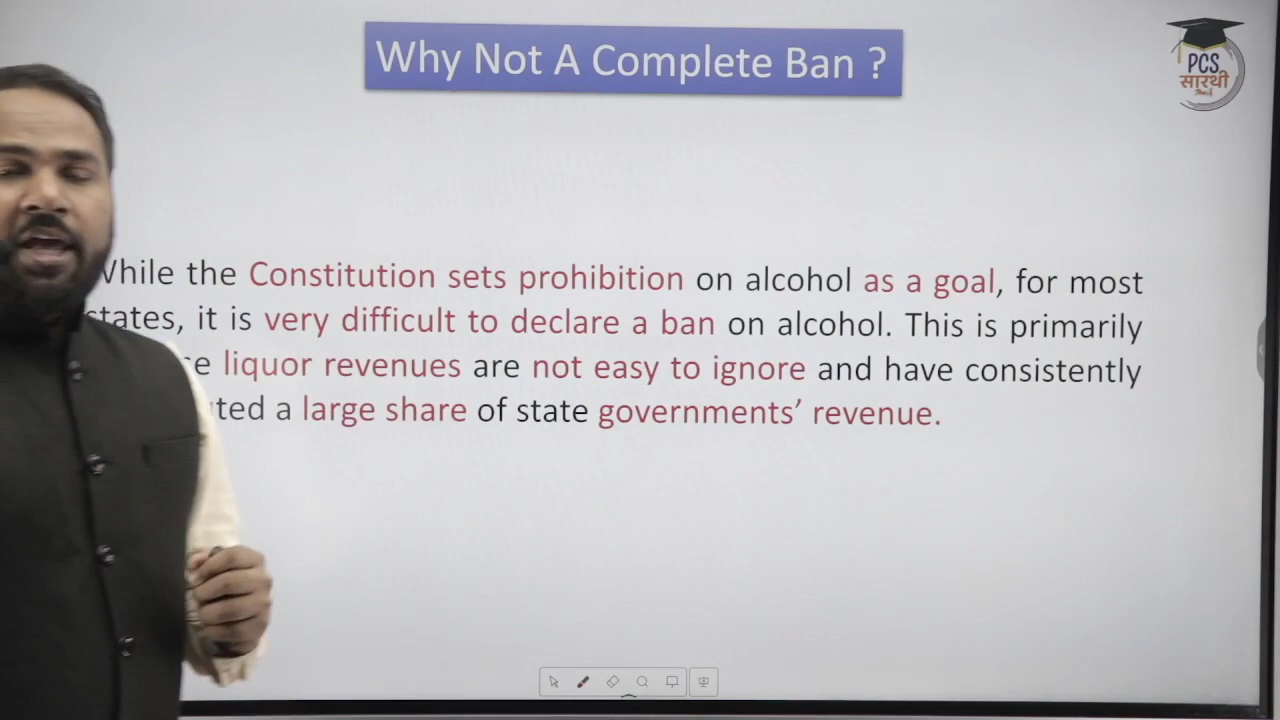 Why Not A Complete Ban ?
PCS
सारथी
While the Constitution sets prohibition on alcohol as a goal, for most
states, it is very difficult to declare a ban on alcohol. This is primarily
liquor revenues are not easy to ignore and have consistently
a large share of state governments’ revenue.